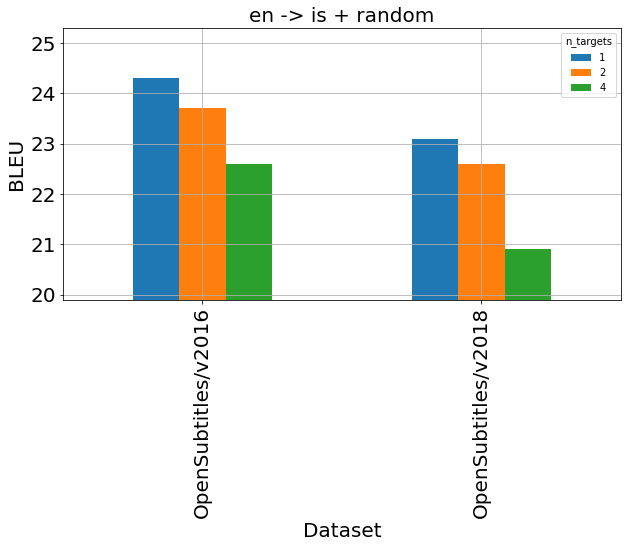 en -> is + random
n_targets
1
2
4
BLEU
25
24
23
22
21
20
OpenSubtitles/v2016
OpenSubtitles/v2018
Dataset